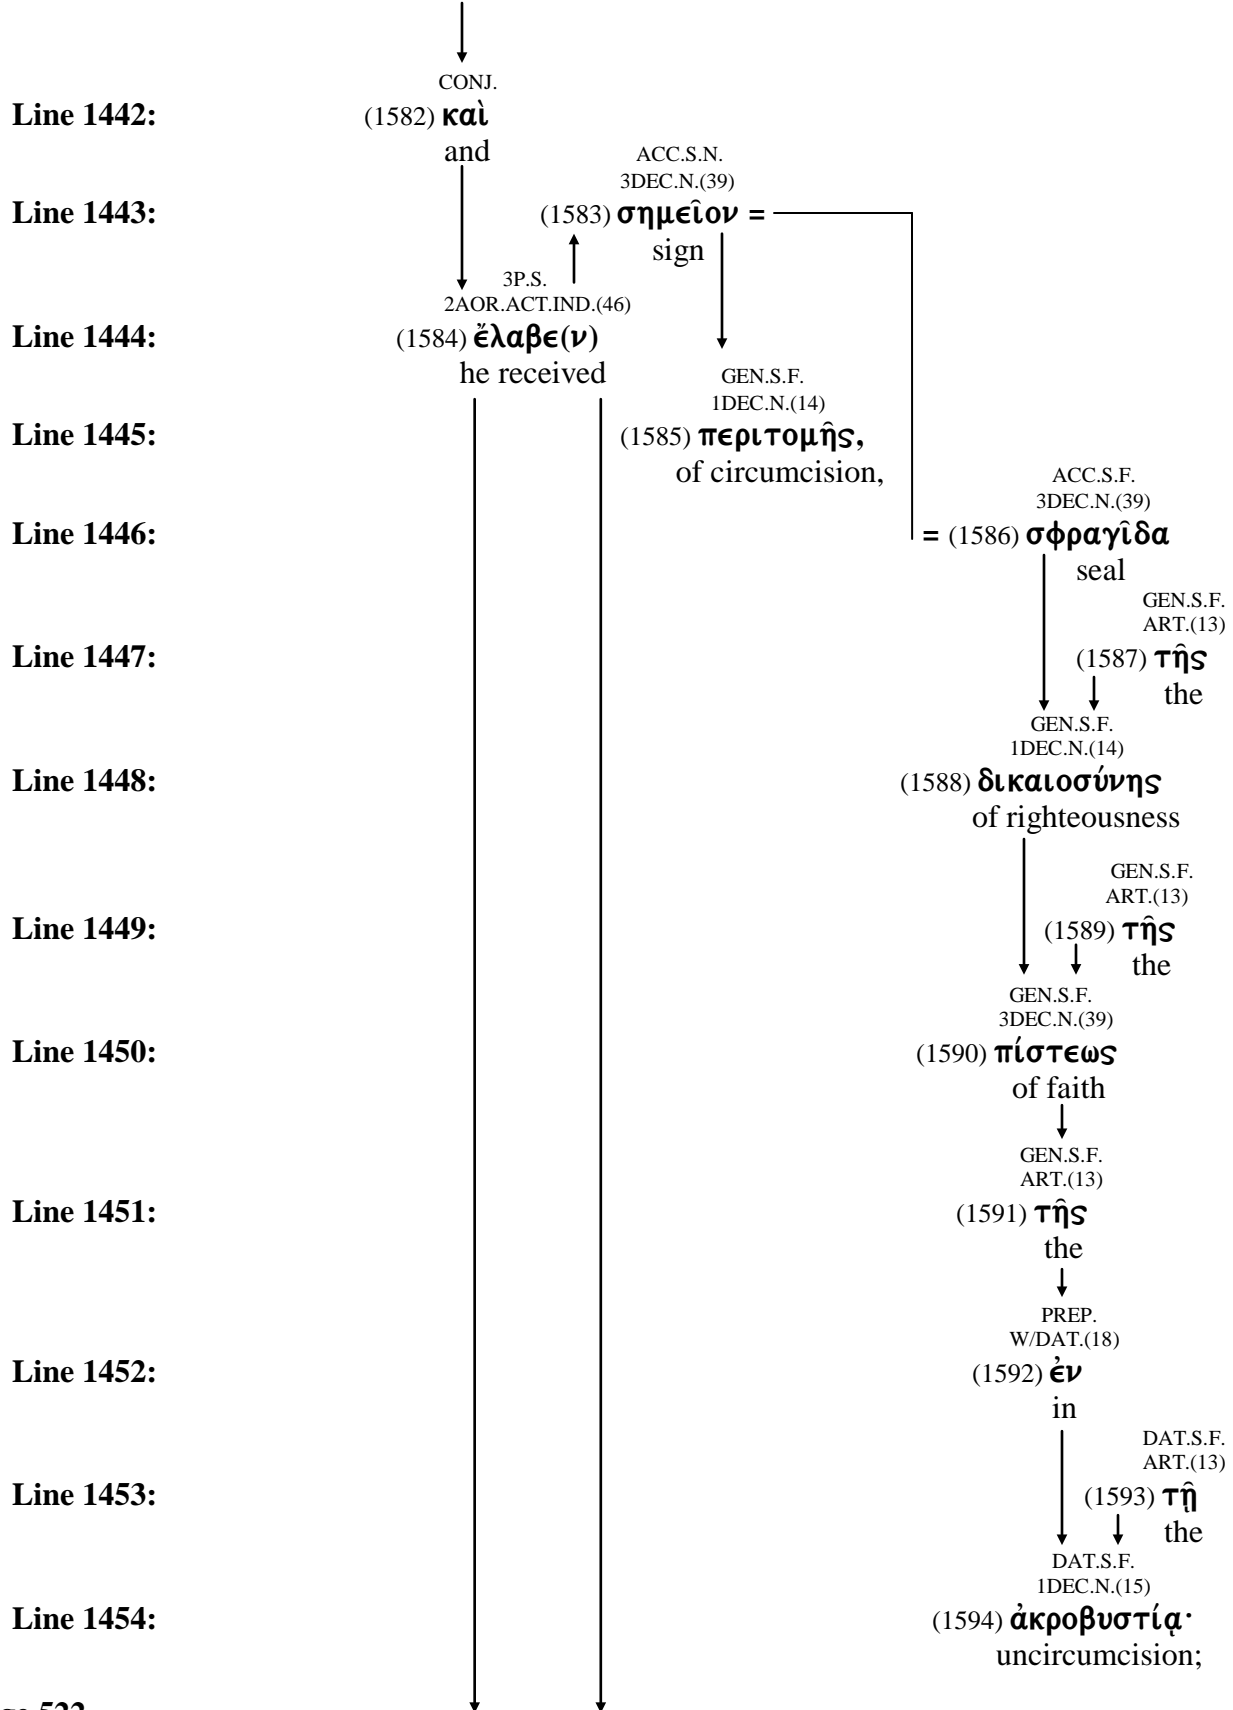 CONJ.
Line 1442: (1582) καὶ
and
ACC.S.N.
3DEC.N.(39)
Line 1443: (1583) σημεῖον =
sign
3P.S.
2AOR.ACT.IND.(46)
Line 1444: (1584) ἔλαβε(ν)
he received
GEN.S.F.
1DEC.N.(14)
Line 1445: (1585) περιτομῆς,
of circumcision,
ACC.S.F.
3DEC.N.(39)
Line 1446: = (1586) σφραγῖδα
seal
GEN.S.F.
ART.(13)
Line 1447: (1587) τῆς
the
GEN.S.F.
1DEC.N.(14)
Line 1448: (1588) δικαιοσύνης
of righteousness
GEN.S.F.
ART.(13)
Line 1449: (1589) τῆς
the
GEN.S.F.
3DEC.N.(39)
Line 1450: (1590) πίστεως
of faith
GEN.S.F.
ART.(13)
Line 1451: (1591) τῆς
the
PREP.
W/DAT.(18)
Line 1452: (1592) ἐν
in
DAT.S.F.
ART.(13)
Line 1453: (1593) τῇ
the
DAT.S.F.
1DEC.N.(15)
Line 1454: (1594) ἀκροβυστίᾳ·
uncircumcision;